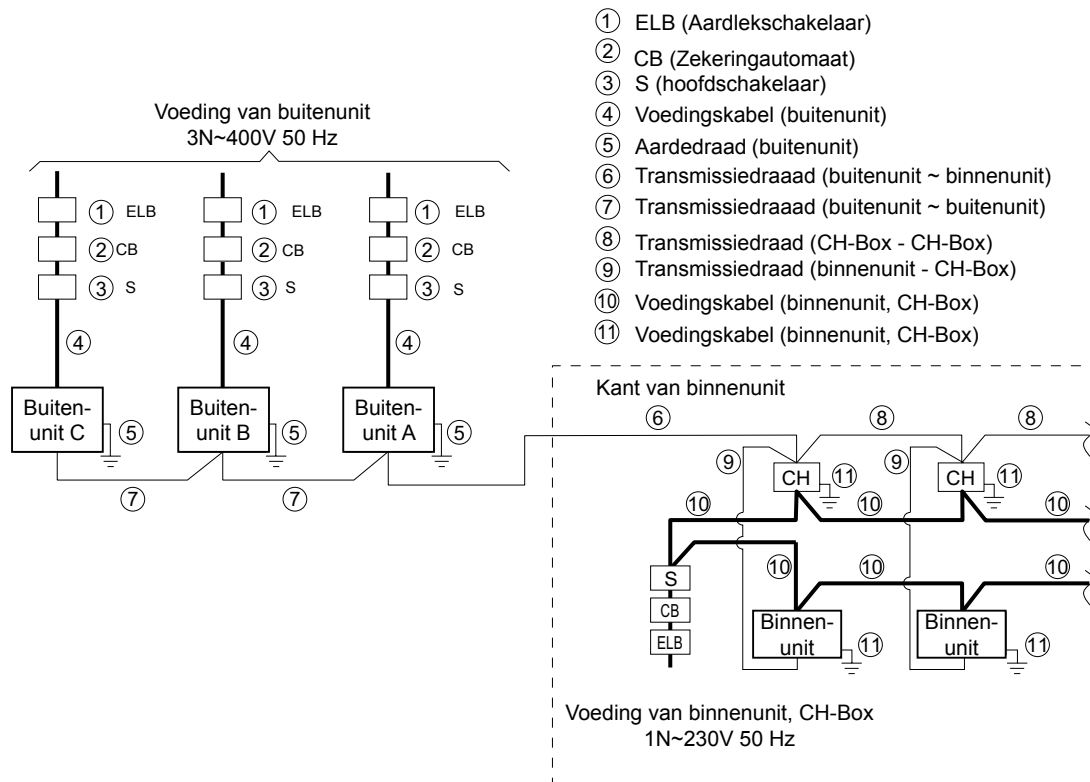 ① ELB (Aardlekschakelaar)
② CB (Zekeringautomaat)
③ S (hoofdschakelaar)
④ Voedingskabel (buitenunit)
⑤ Aardedraad (buitenunit)
⑥ Transmissiedraaad (buitenunit ~ binnenunit)
⑦ Transmissiedraaad (buitenunit ~ buitenunit)
⑧ Transmissiedraad (CH-Box - CH-Box)
⑨ Transmissiedraad (binnenunit - CH-Box)
⑩ Voedingskabel (binnenunit, CH-Box)
⑪ Voedingskabel (binnenunit, CH-Box)
Voeding van buitenunit
3N~400V 50 Hz
① ELB ① ELB ① ELB
② CB ② CB ② CB
③ S ③ S ③ S
④ ④ ④
Buiten-
unit C
⑤
Buiten-
unit B
⑤
Buiten-
unit A
⑤
⑦ ⑦
Kant van binnenunit
⑥ ⑧ ⑧
⑨ CH ⑪ ⑨ CH ⑪
⑩ ⑩ ⑩
S ⑩ ⑩ ⑩
CB
ELB
Binnen-
unit
⑪
Binnen-
unit
⑪
Voeding van binnenunit, CH-Box
1N~230V 50 Hz